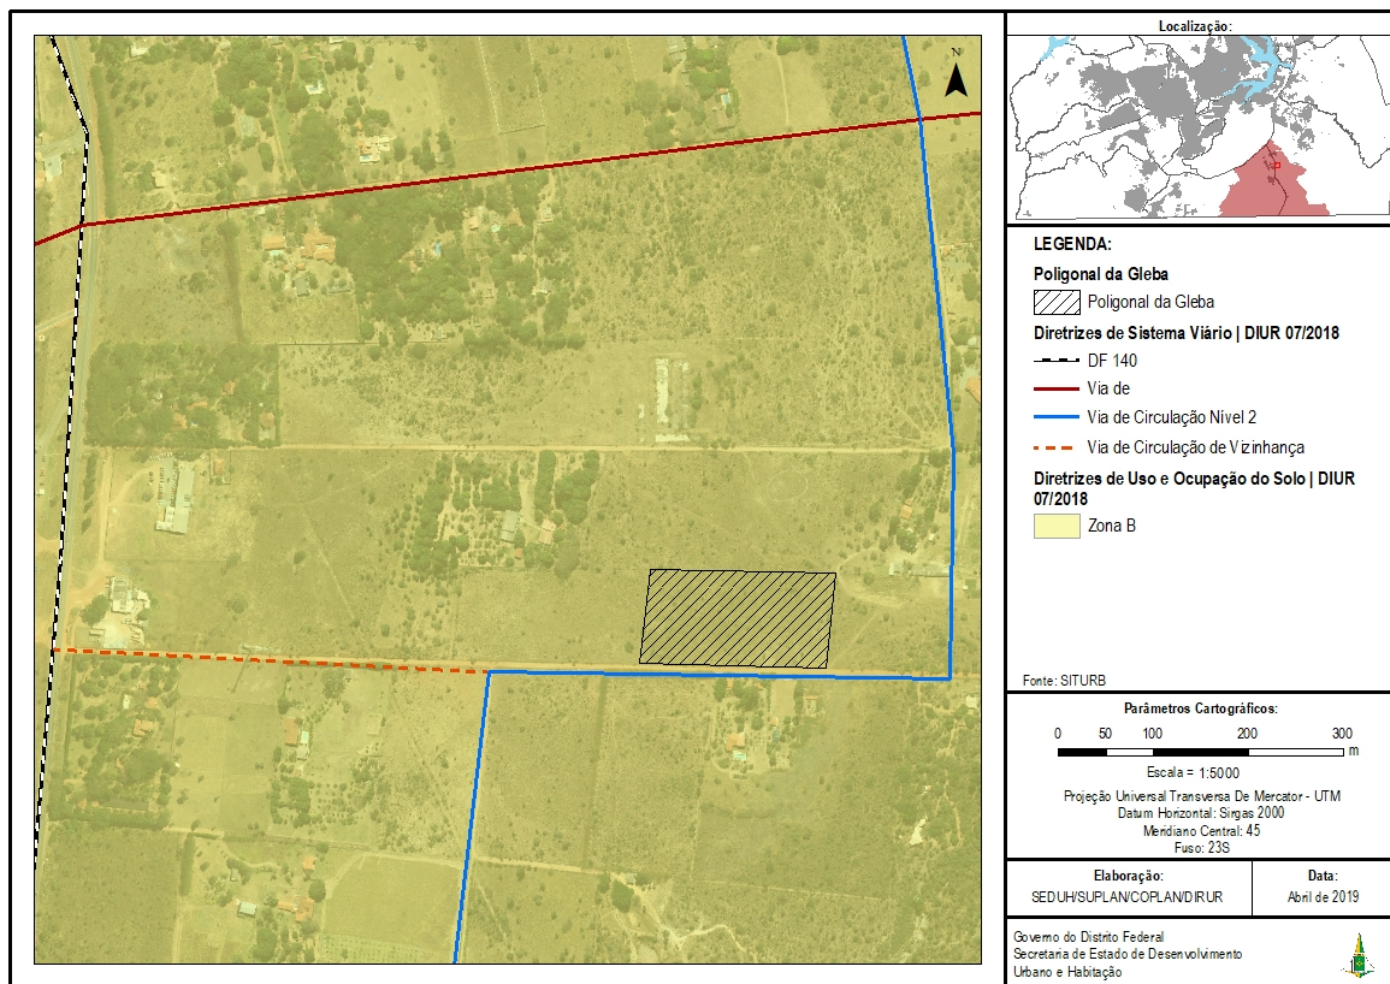 N
Localização:
LEGENDA:
Poligonal da Gleba
Poligonal da Gleba
Diretrizes de Sistema Viário | DIUR 07/2018
DF 140
Via de
Via de Circulação Nível 2
Via de Circulação de Vizinhança
Diretrizes de Uso e Ocupação do Solo | DIUR
07/2018
Zona B
Fonte: SITURB
Parâmetros Cartográficos:
0 50 100 200 300
m
Escala = 1:5000
Projeção Universal Transversa De Mercator - UTM
Datum Horizontal: Sirgas 2000
Meridiano Central: 45
Fuso: 23S
Elaboração:
SEDUH/SUPLAN/COPLAN/DIRUR
Data:
Abril de 2019
Governo do Distrito Federal
Secretaria de Estado de Desenvolvimento
Urbano e Habitação